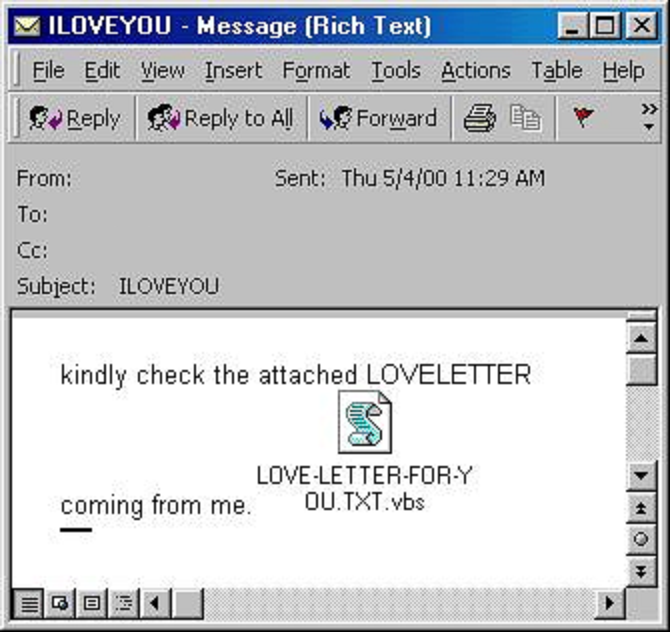 ILOVEYOU - Message (Rich Text)
File Edit View Insert Format Tools Actions Table Help
Reply Reply to All Forward
From: Sent: Thu 5/4/00 11:29 AM
To:
Cc:
Subject: ILOVEYOU
kindly check the attached LOVELETTER
LOVE-LETTER-FOR-Y
OU.TXT.vbs
coming from me.